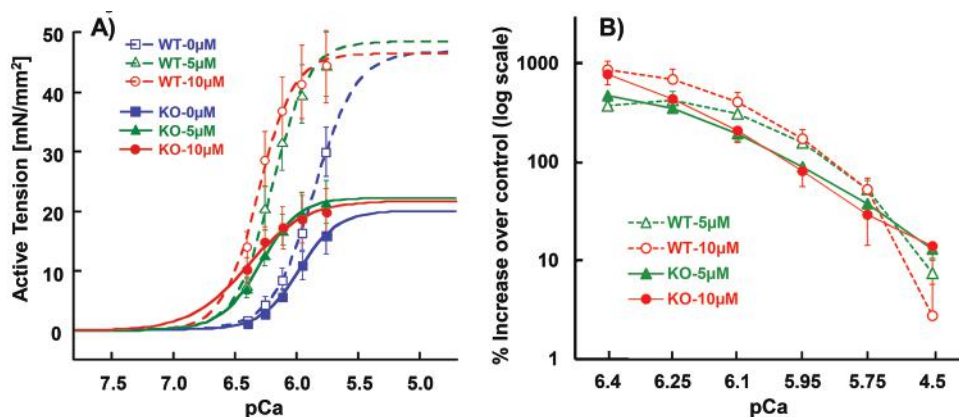 A)
50
40
30
20
10
0
Active Tension [mN/mm²]
WT-0µM
WT-5µM
WT-10µM
KO-0µM
KO-5µM
KO-10µM
7.5 7.0 6.5 6.0 5.5 5.0
pCa
B)
1000
100
10
1
% Increase over control (log scale)
WT-5µM
WT-10µM
KO-5µM
KO-10µM
6.4 6.25 6.1 5.95 5.75 4.5
pCa